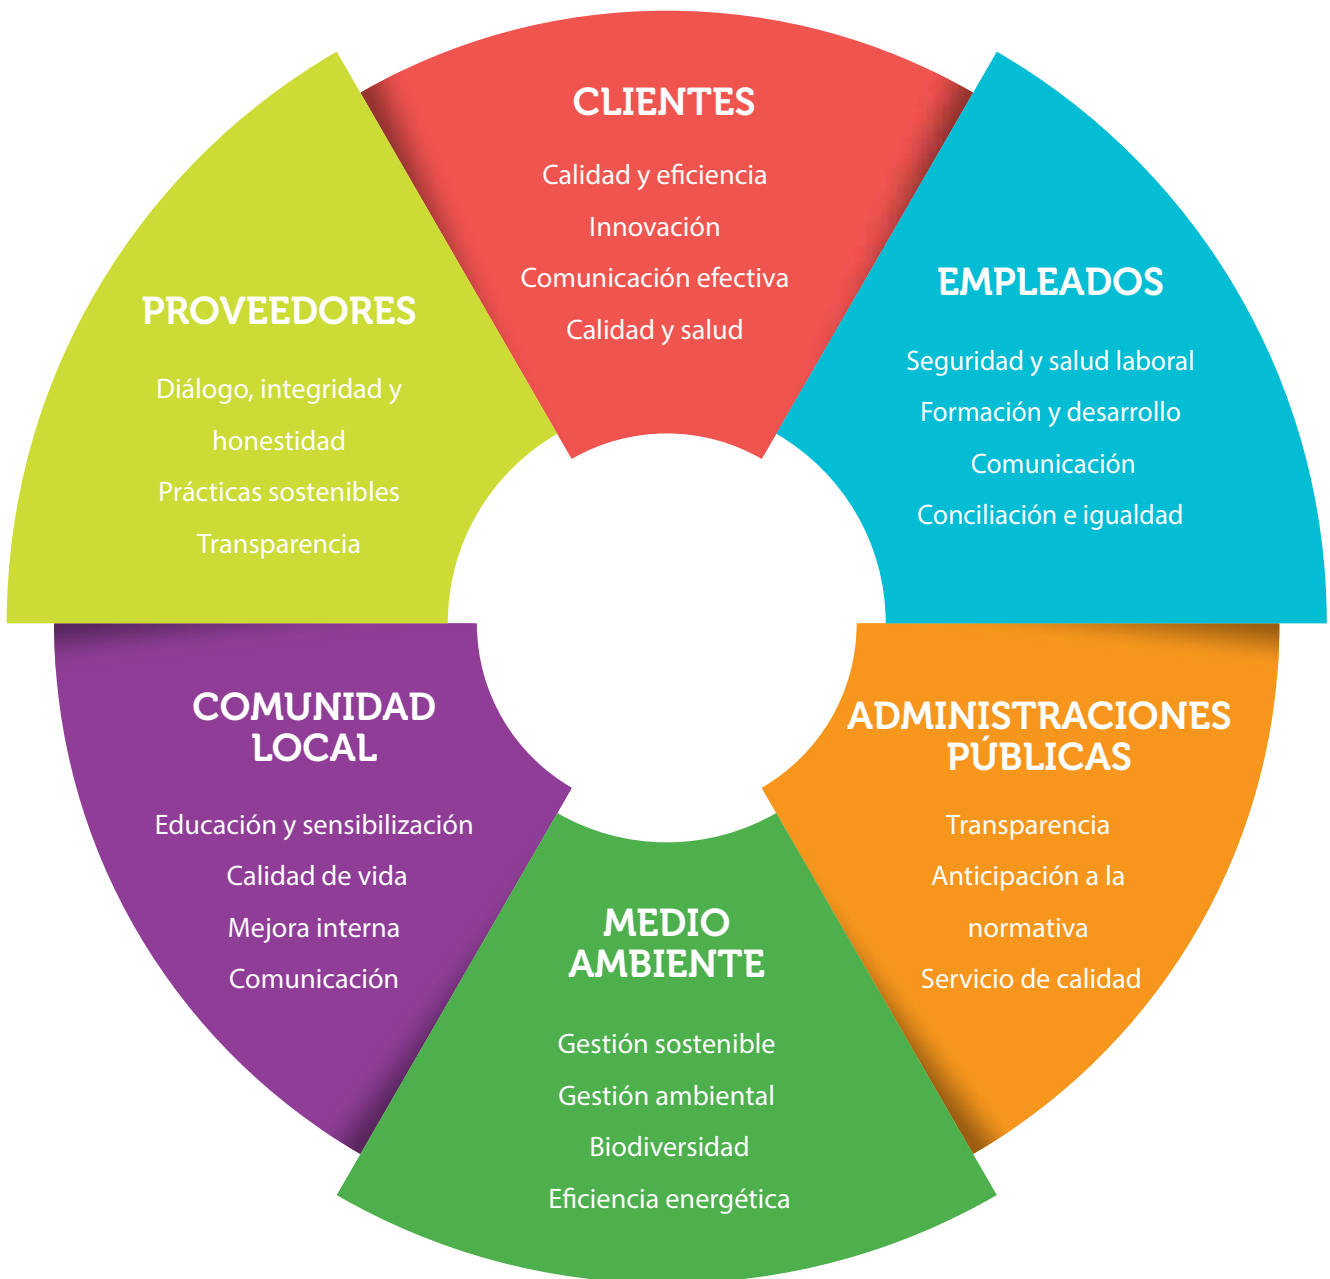 CLIENTES
Calidad y eficiencia
Innovación
Comunicación efectiva
Calidad y salud
EMPLEADOS
Seguridad y salud laboral
Formación y desarrollo
Comunicación
Conciliación e igualdad
PROVEEDORES
Diálogo, integridad y
honestidad
Prácticas sostenibles
Transparencia
COMUNIDAD
LOCAL
Educación y sensibilización
Calidad de vida
Mejora interna
Comunicación
ADMINISTRACIONES
PÚBLICAS
Transparencia
Anticipación a la
normativa
Servicio de calidad
MEDIO
AMBIENTE
Gestión sostenible
Gestión ambiental
Biodiversidad
Eficiencia energética